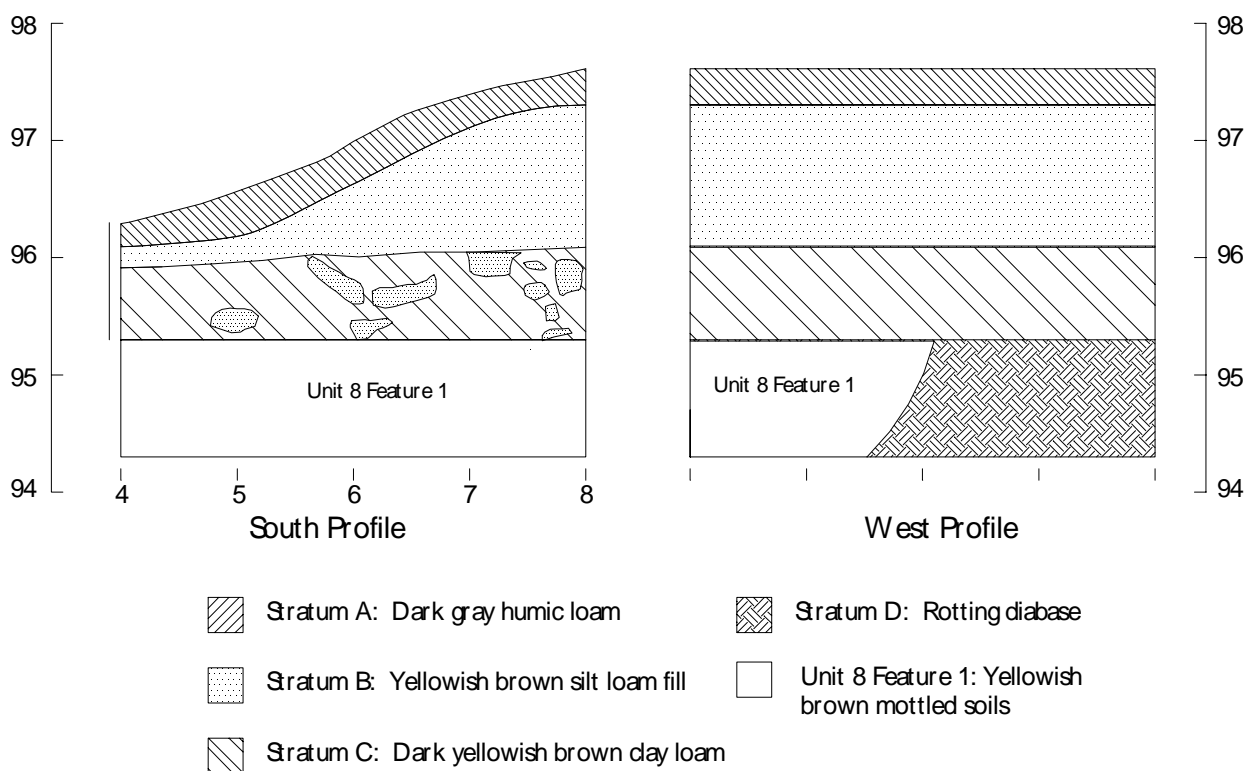 98
97
96
95
94
Unit 8 Feature 1
4 5 6 7 8
South Profile
98
97
96
95
94
Unit 8 Feature 1
West Profile
Stratum A: Dark gray humic loam
Stratum B: Yellowish brown silt loam fill
Stratum C: Dark yellowish brown clay loam
Stratum D: Rotting diabase
Unit 8 Feature 1: Yellowish
brown mottled soils